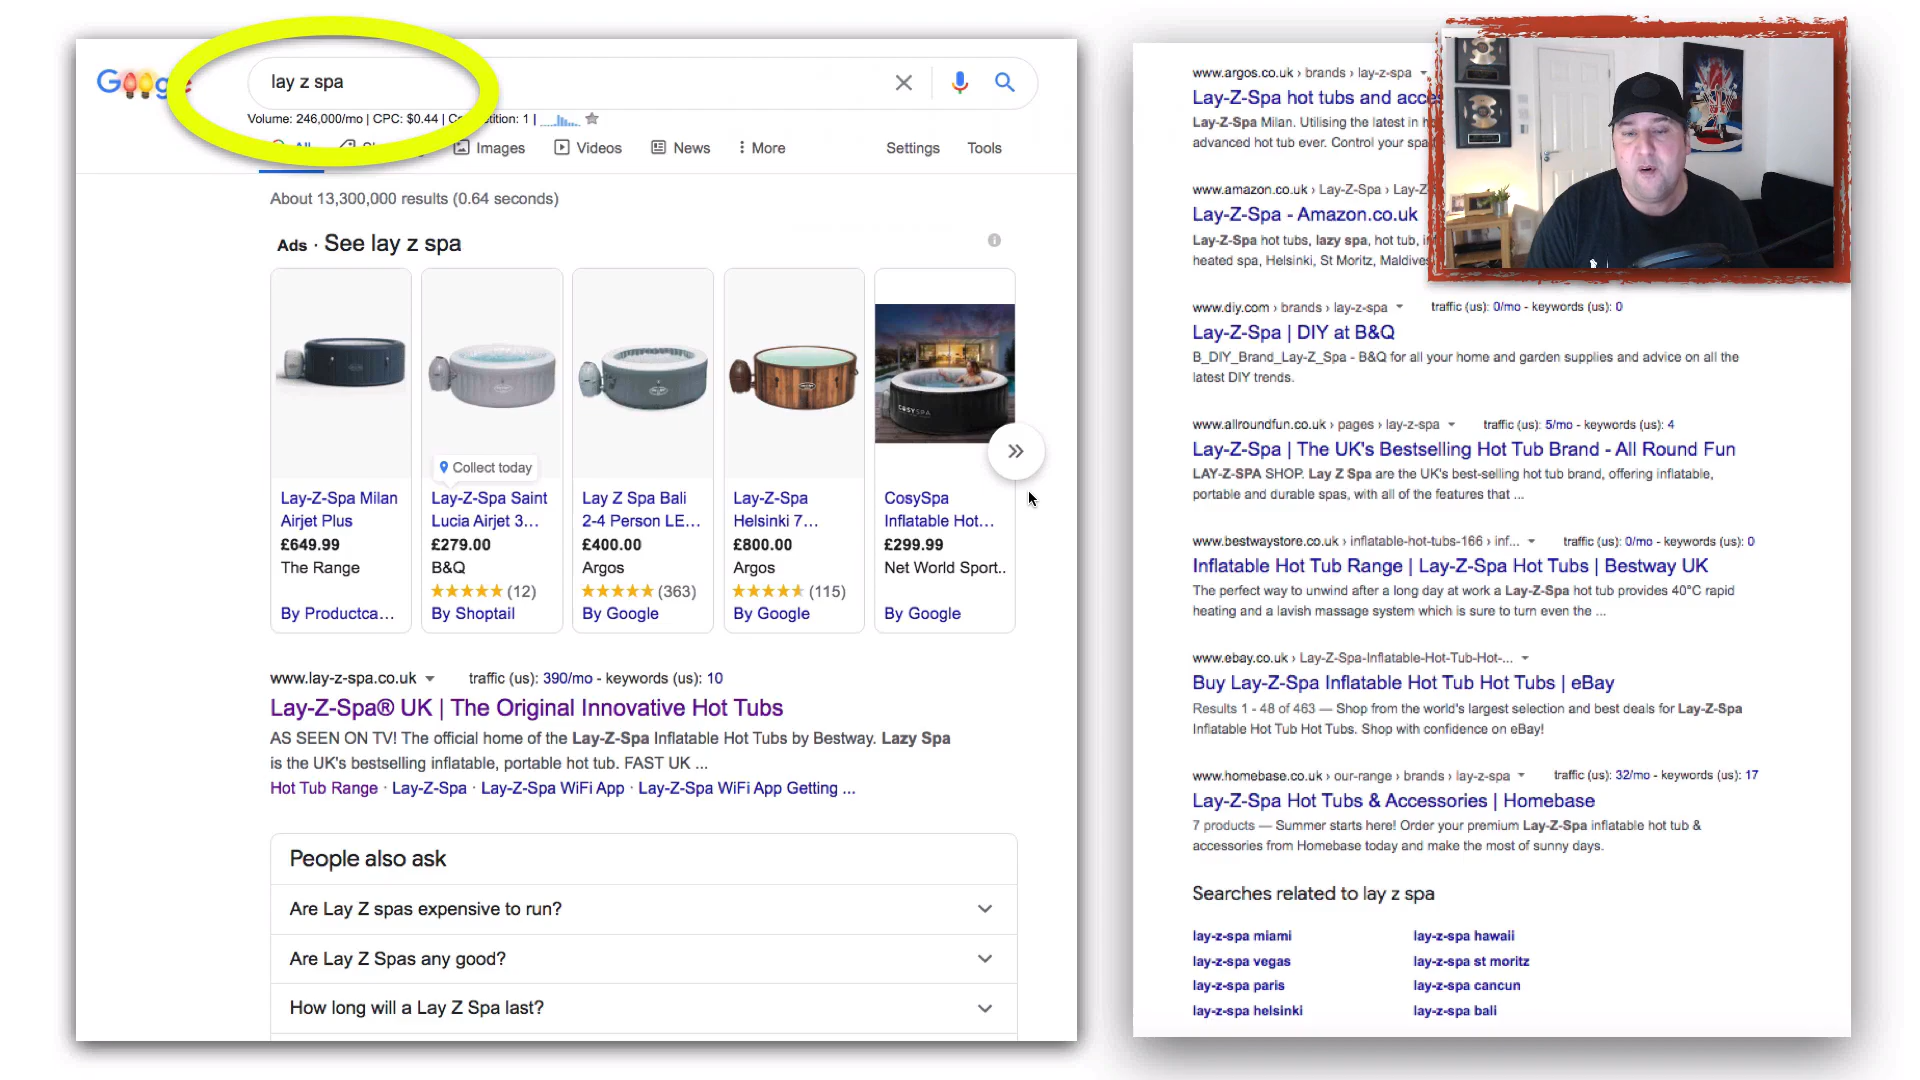 Google
lay z spa
Volume: 246,000/mo | CPC: $0.44 | Competition: 1 |
All
Images
Videos
News
More
Settings
Tools
About 13,300,000 results (0.64 seconds)
Ads · See lay z spa
Collect today
Lay-Z-Spa Milan
Airjet Plus
£649.99
The Range
By Productca...
Lay-Z-Spa Saint
Lucia Airjet 3...
£279.00
B&Q
(12)
By Shoptail
Lay Z Spa Bali
2-4 Person LE...
£400.00
Argos
(363)
By Google
Lay-Z-Spa
Helsinki 7...
£800.00
Argos
(115)
By Google
COSYSPA
CosySpa
Inflatable Hot...
£299.99
Net World Sport..
By Google
www.lay-z-spa.co.uk traffic (us): 390/mo - keywords (us): 10
Lay-Z-Spa® UK | The Original Innovative Hot Tubs
AS SEEN ON TV! The official home of the Lay-Z-Spa Inflatable Hot Tubs by Bestway. Lazy Spa
is the UK's bestselling inflatable, portable hot tub. FAST UK ...
Hot Tub Range · Lay-Z-Spa · Lay-Z-Spa WiFi App · Lay-Z-Spa WiFi App Getting ...
People also ask
Are Lay Z spas expensive to run?
Are Lay Z Spas any good?
How long will a Lay Z Spa last?
www.argos.co.uk › brands › lay-z-spa
Lay-Z-Spa hot tubs and acce
Lay-Z-Spa Milan. Utilising the latest in h
advanced hot tub ever. Control your spa
www.amazon.co.uk › Lay-Z-Spa › Lay-Z
Lay-Z-Spa - Amazon.co.uk
Lay-Z-Spa hot tubs, lazy spa, hot tub, in
heated spa, Helsinki, St Moritz, Maldives
www.diy.com › brands › lay-z-spa traffic (us): 0/mo - keywords (us): 0
Lay-Z-Spa | DIY at B&Q
B_DIY_Brand_Lay-Z_Spa - B&Q for all your home and garden supplies and advice on all the
latest DIY trends.
www.allroundfun.co.uk › pages › lay-z-spa traffic (us): 5/mo - keywords (us): 4
Lay-Z-Spa | The UK's Bestselling Hot Tub Brand - All Round Fun
LAY-Z-SPA SHOP. Lay Z Spa are the UK's best-selling hot tub brand, offering inflatable,
portable and durable spas, with all of the features that ...
www.bestwaystore.co.uk › inflatable-hot-tubs-166 › inf... traffic (us): 0/mo - keywords (us): 0
Inflatable Hot Tub Range | Lay-Z-Spa Hot Tubs | Bestway UK
The perfect way to unwind after a long day at work a Lay-Z-Spa hot tub provides 40°C rapid
heating and a lavish massage system which is sure to turn even the ...
www.ebay.co.uk › Lay-Z-Spa-Inflatable-Hot-Tub-Hot-...
Buy Lay-Z-Spa Inflatable Hot Tub Hot Tubs | eBay
Results 1 - 48 of 463 — Shop from the world's largest selection and best deals for Lay-Z-Spa
Inflatable Hot Tub Hot Tubs. Shop with confidence on eBay!
www.homebase.co.uk › our-range › brands › lay-z-spa traffic (us): 32/mo - keywords (us): 17
Lay-Z-Spa Hot Tubs & Accessories | Homebase
7 products — Summer starts here! Order your premium Lay-Z-Spa inflatable hot tub &
accessories from Homebase today and make the most of sunny days.
Searches related to lay z spa
lay-z-spa miami
lay-z-spa hawaii
lay-z-spa vegas
lay-z-spa st moritz
lay-z-spa paris
lay-z-spa cancun
lay-z-spa helsinki
lay-z-spa bali